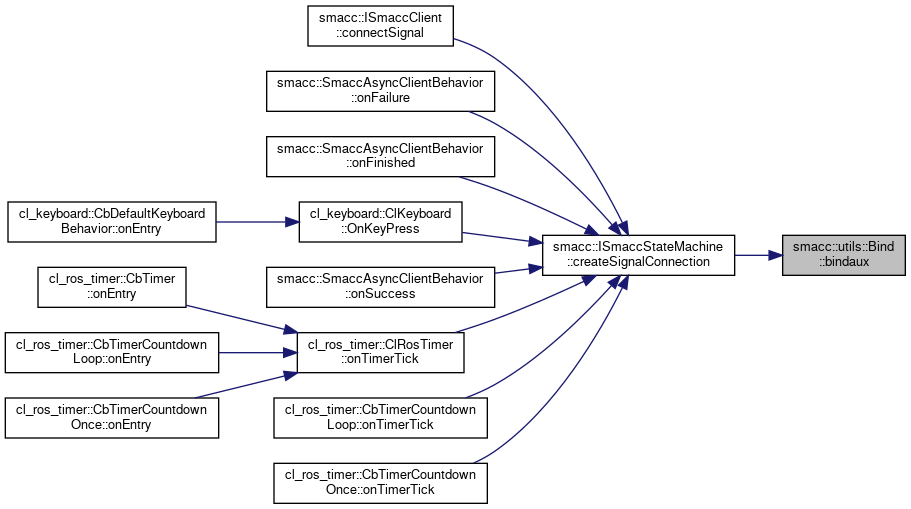 smacc::ISmaccClient
::connectSignal
smacc::SmaccAsyncClientBehavior
::onFailure
smacc::SmaccAsyncClientBehavior
::onFinished
cl_keyboard::CbDefaultKeyboard
Behavior::onEntry
cl_keyboard::ClKeyboard
::OnKeyPress
smacc::ISmaccStateMachine
::createSignalConnection
smacc::utils::Bind
::bindaux
cl_ros_timer::CbTimer
::onEntry
smacc::SmaccAsyncClientBehavior
::onSuccess
cl_ros_timer::CbTimerCountdown
Loop::onEntry
cl_ros_timer::ClRosTimer
::onTimerTick
cl_ros_timer::CbTimerCountdown
Once::onEntry
cl_ros_timer::CbTimerCountdown
Loop::onTimerTick
cl_ros_timer::CbTimerCountdown
Once::onTimerTick